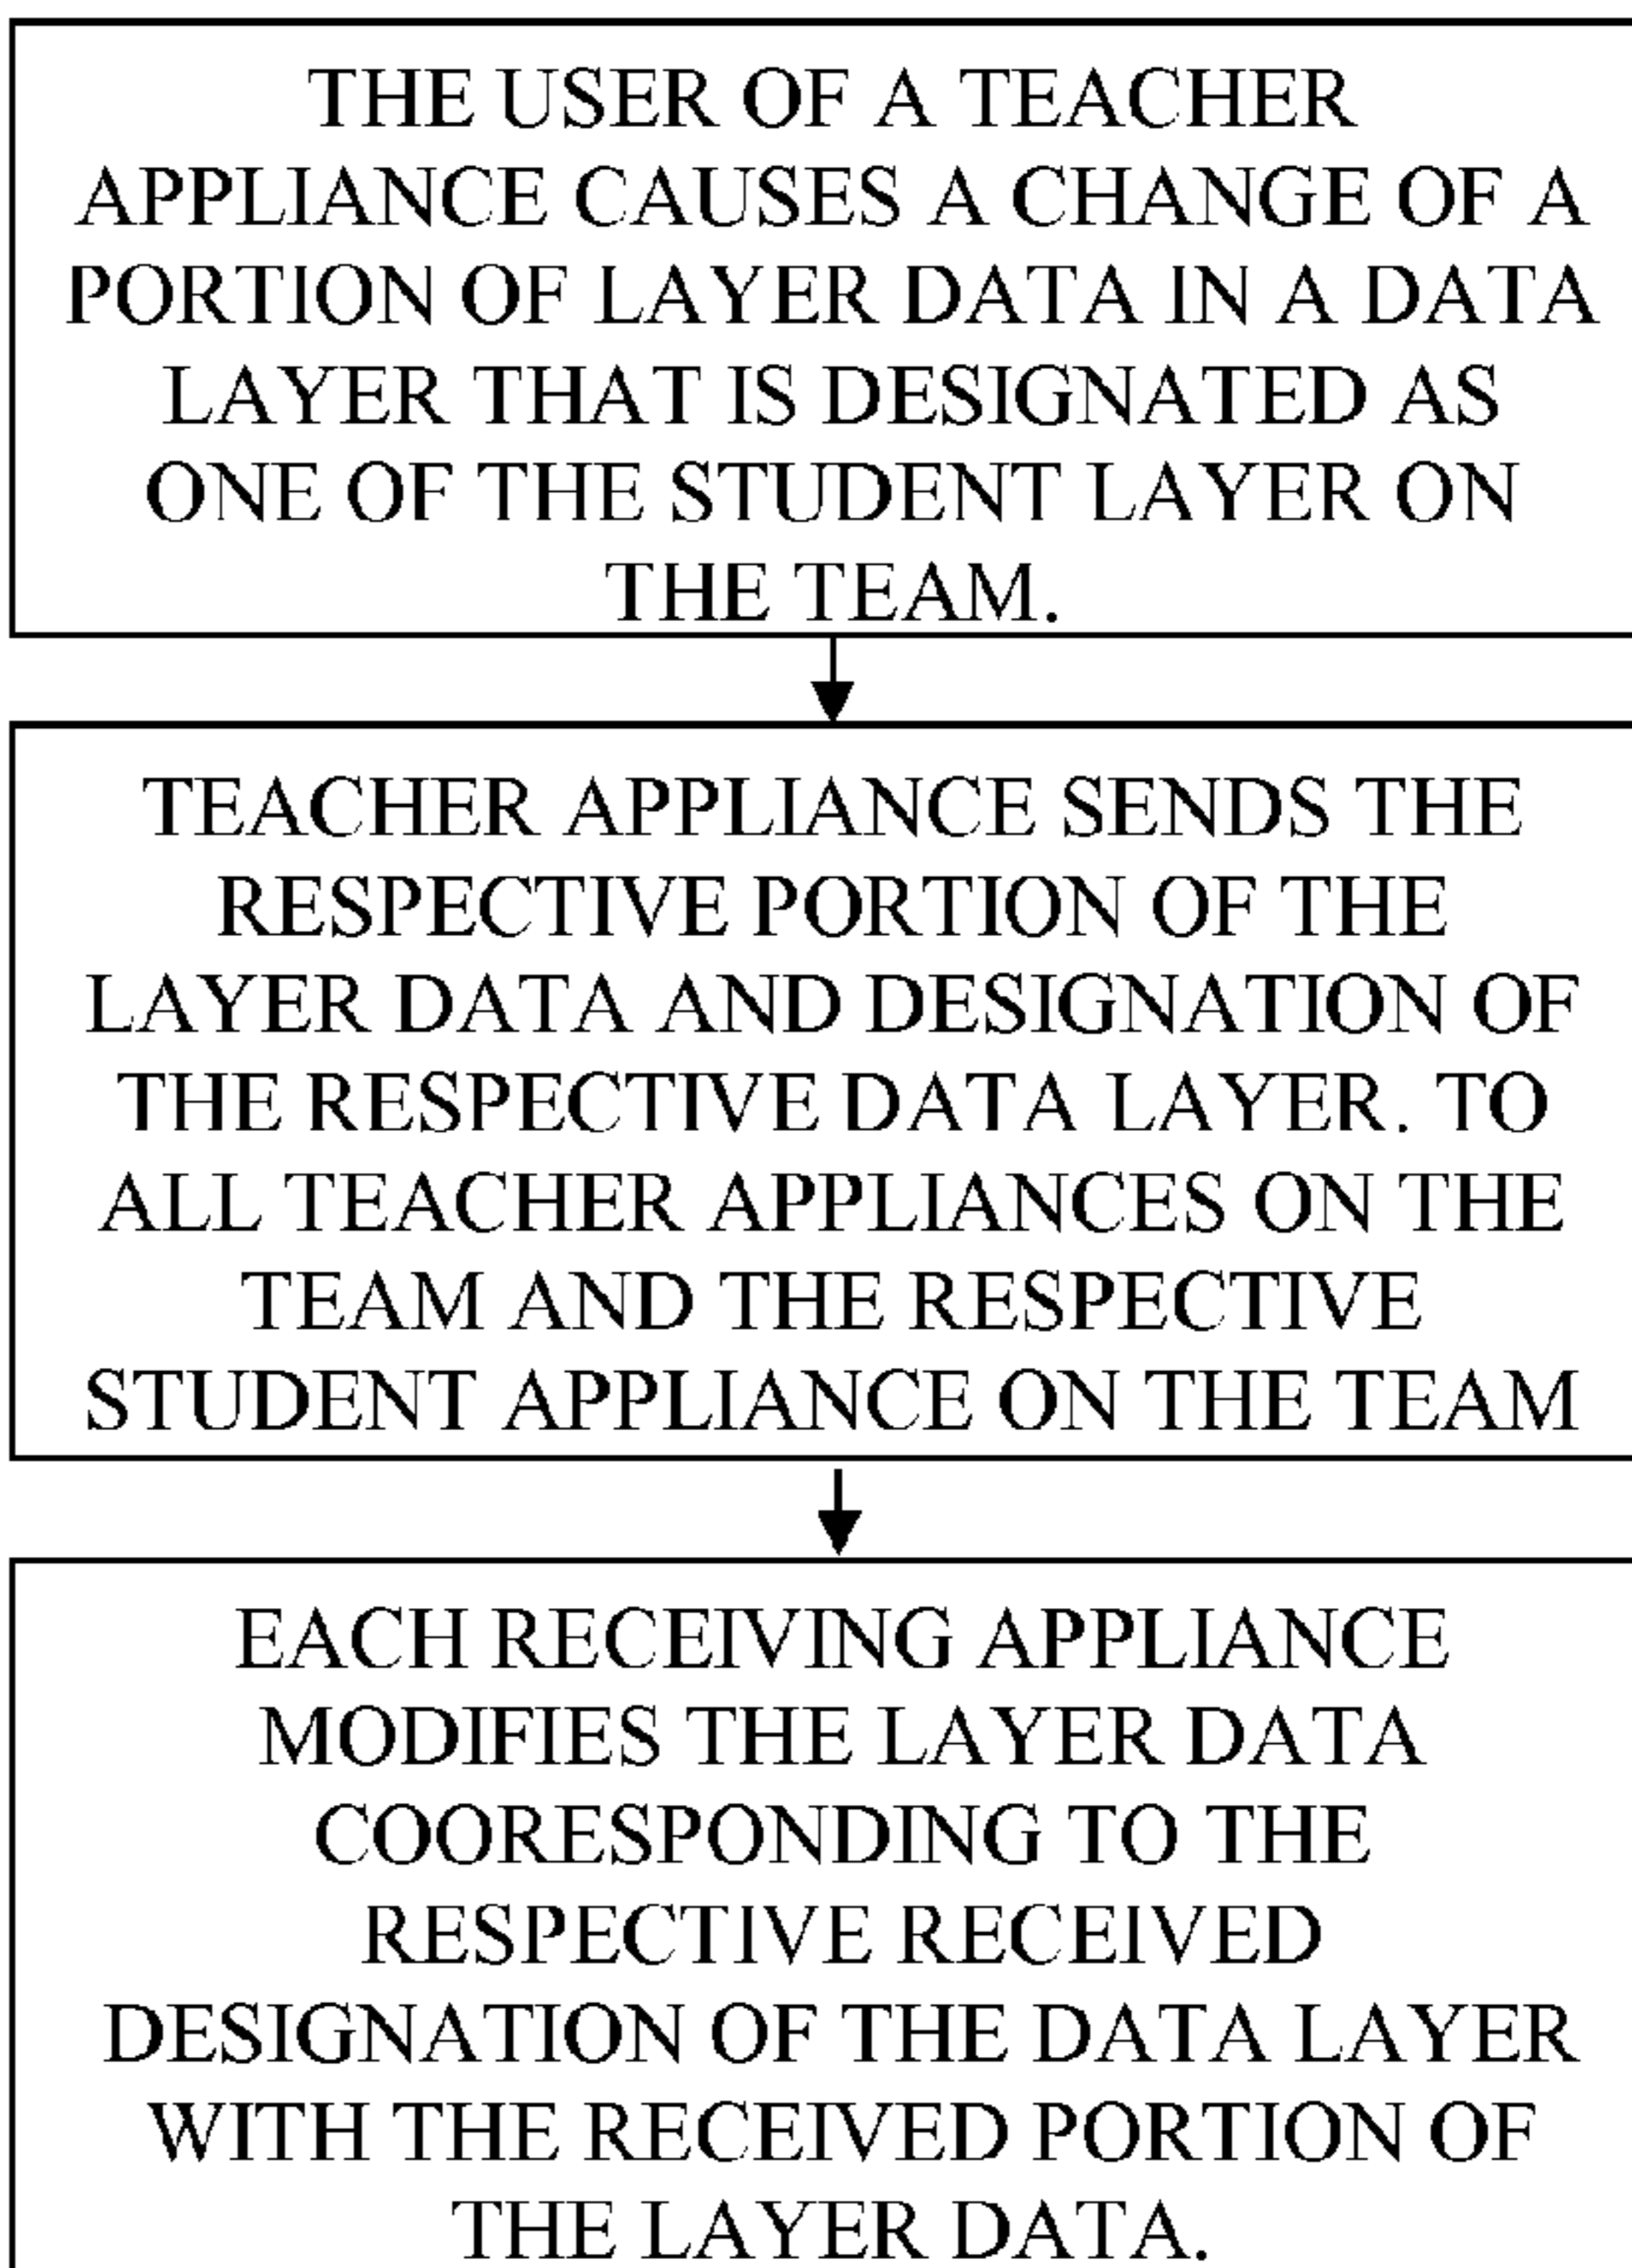 THE USER OF A TEACHER
APPLIANCE CAUSES A CHANGE OF A
PORTION OF LAYER DATA IN A DATA
LAYER THAT IS DESIGNATED AS
ONE OF THE STUDENT LAYER ON
THE TEAM.
TEACHER APPLIANCE SENDS THE
RESPECTIVE PORTION OF THE
LAYER DATA AND DESIGNATION OF
THE RESPECTIVE DATA LAYER. TO
ALL TEACHER APPLIANCES ON THE
TEAM AND THE RESPECTIVE
STUDENT APPLIANCE ON THE TEAM
EACH RECEIVING APPLIANCE
MODIFIES THE LAYER DATA
COORESPONDING TO THE
RESPECTIVE RECEIVED
DESIGNATION OF THE DATA LAYER
WITH THE RECEIVED PORTION OF
THE LAYER DATA.